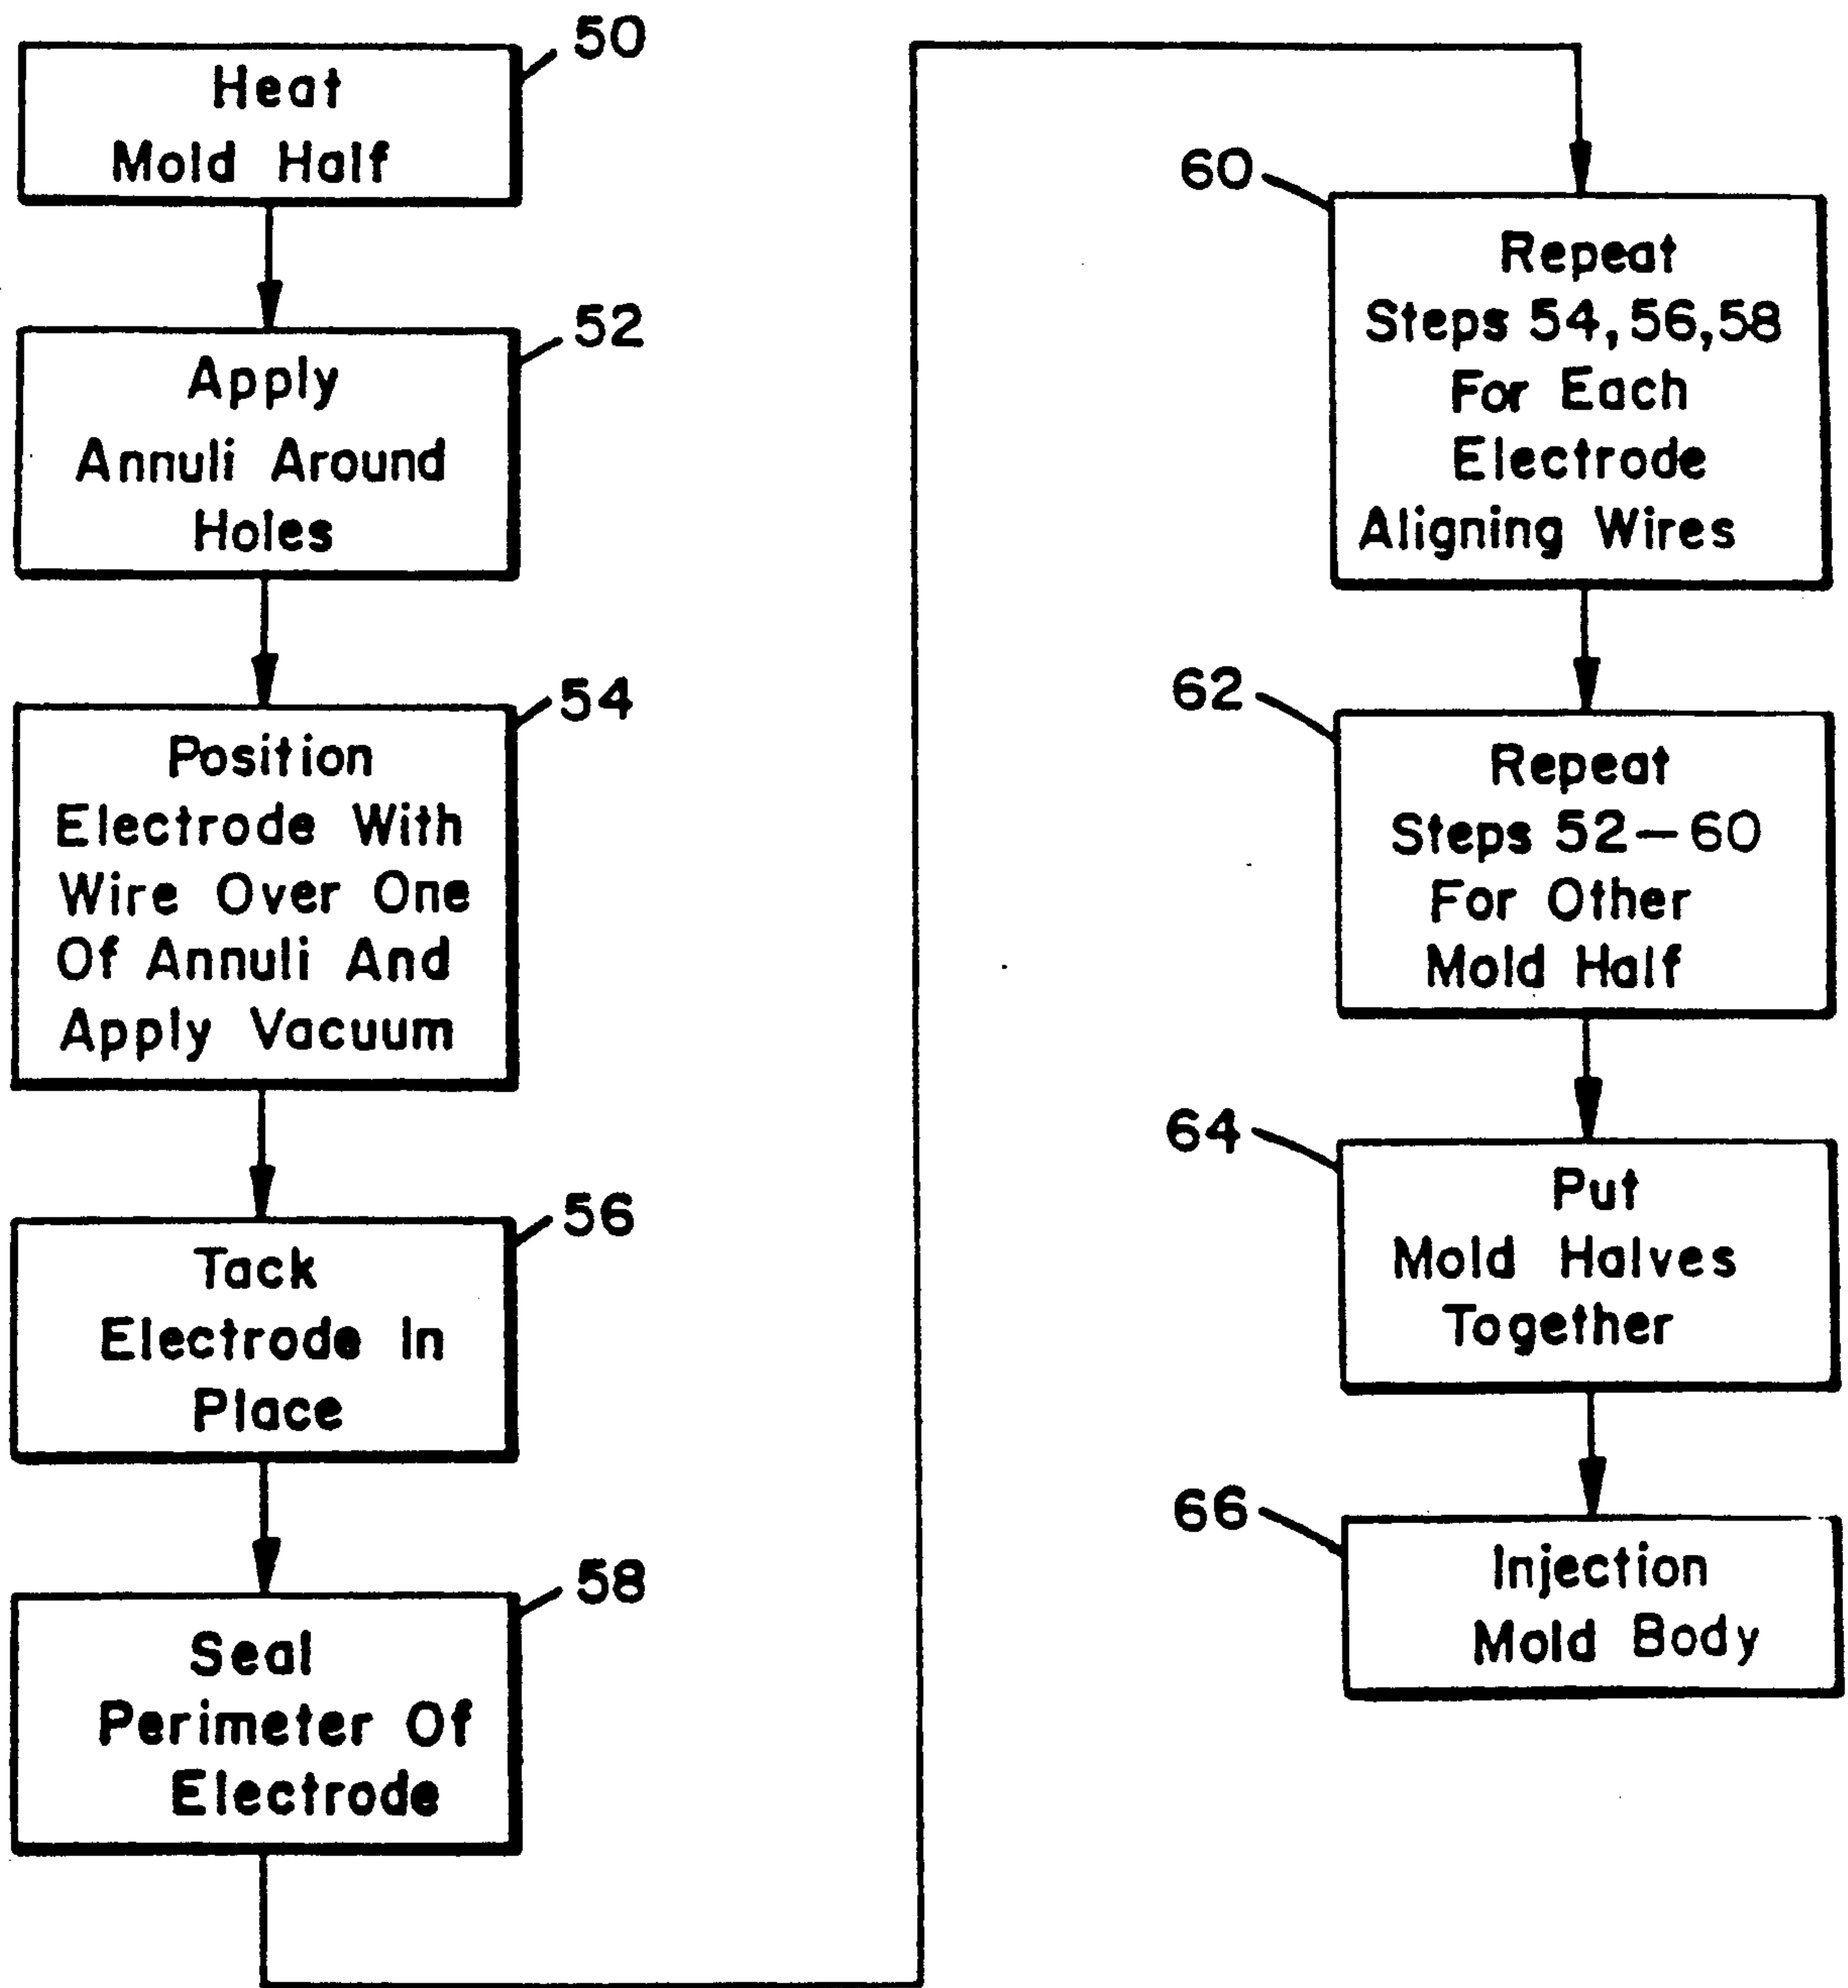 50
Heat
Mold Half
52
Apply
Annuli Around
Holes
54
Position
Electrode With
Wire Over One
Of Annuli And
Apply Vacuum
56
Tack
Electrode In
Place
58
Seal
Perimeter Of
Electrode
60
Repeat
Steps 54, 56, 58
For Each
Electrode
Aligning Wires
62
Repeat
Steps 52—60
For Other
Mold Half
64
Put
Mold Halves
Together
66
Injection
Mold Body